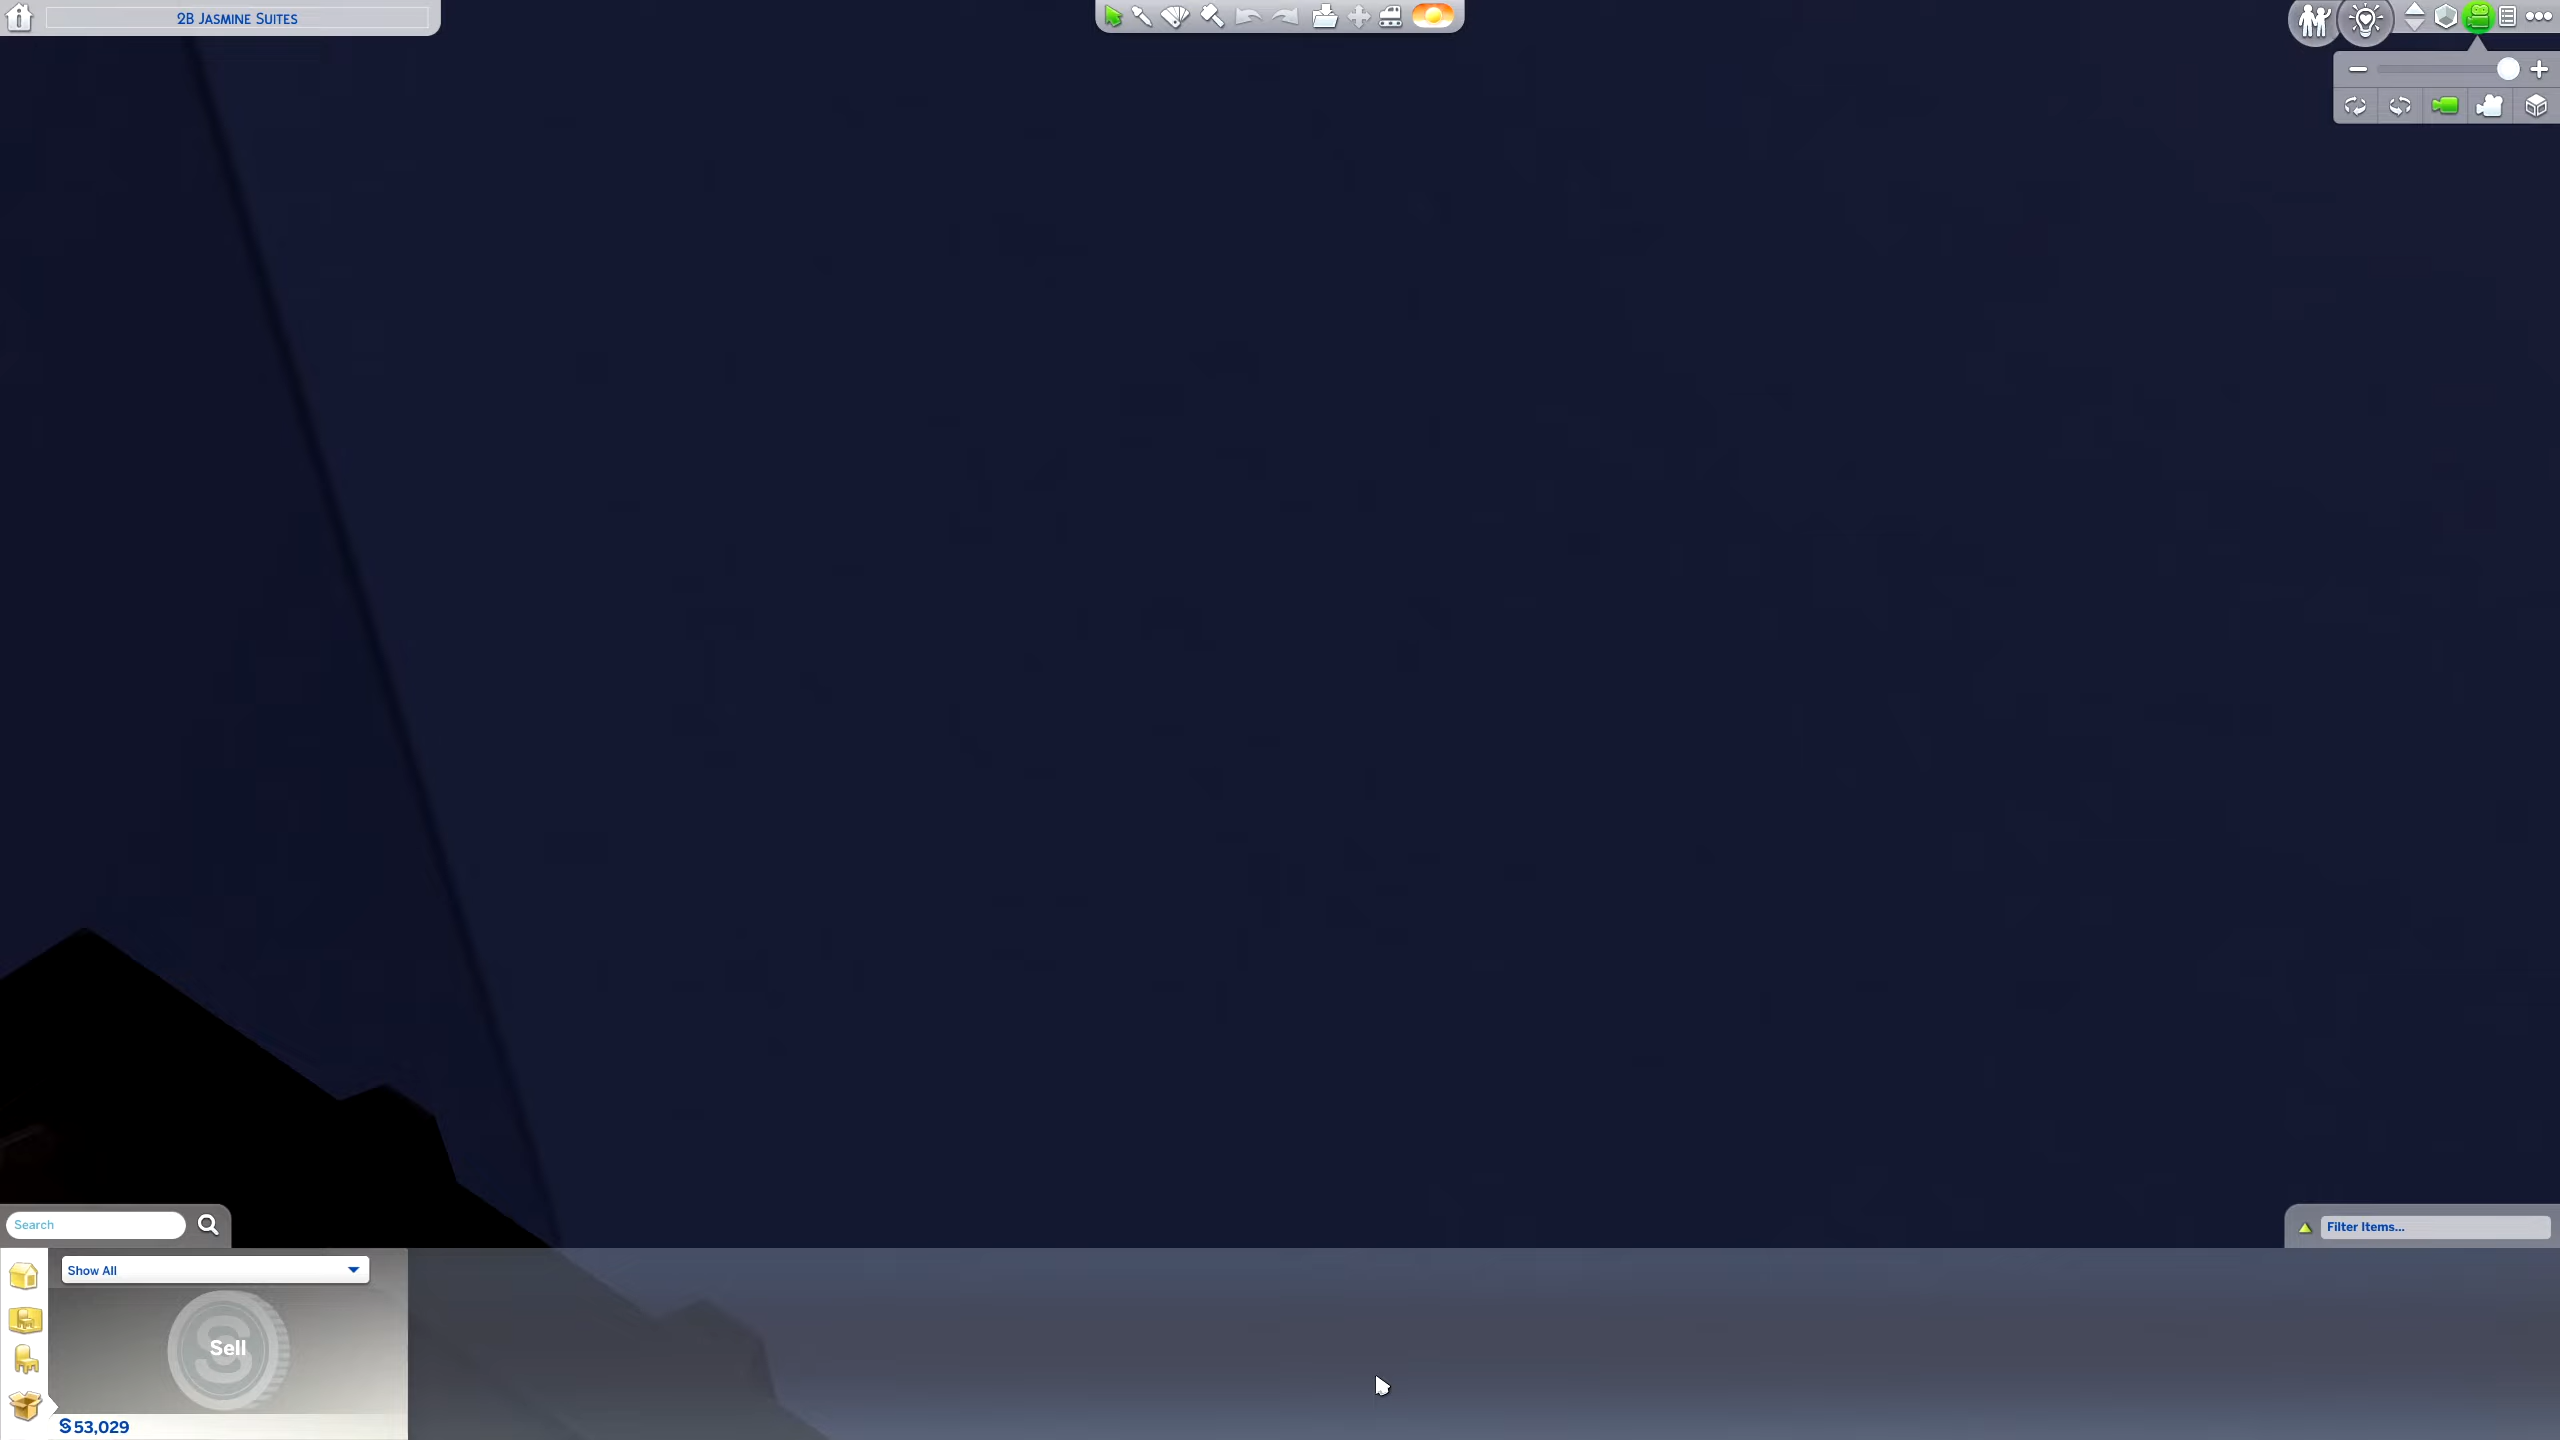 2B Jasmine Suites
Search
Filter Items...
Show All
Sell
§53,029